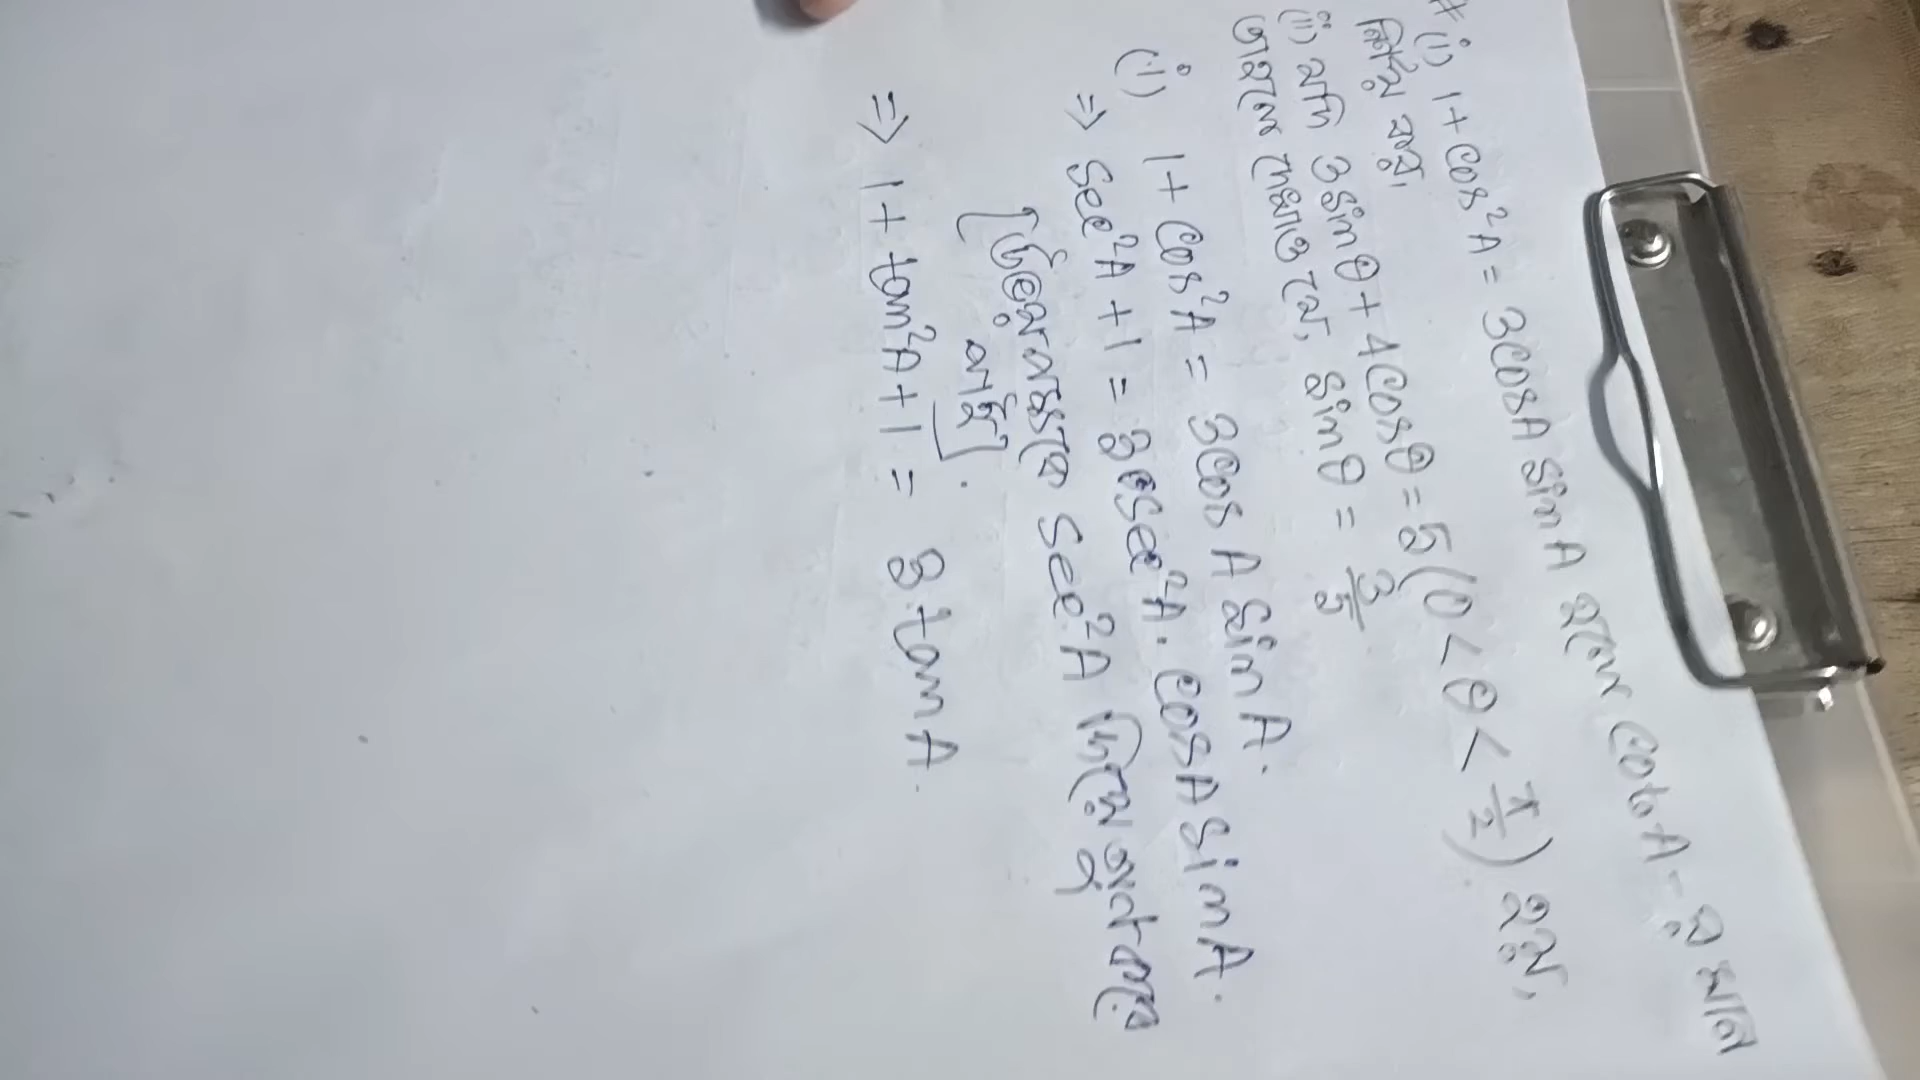 # (i) 1+cos²A = 3cosA sinA হলে cotA-র মান
নির্ণয় কর,
(ii) যদি 3sinθ+4cosθ=5(0<θ<π/2) হয়,
তাহলে দেখাও যে, sinθ = 3/5
(i) 1+cos²A = 3cos A sin A.
⇒ sec²A+1 = 3 sec²A. cosA sinA.
[উভয়পক্ষকে sec²A দিয়ে গুণ করে
পাই].
⇒ 1+tan²A+1 = 3.tanA.